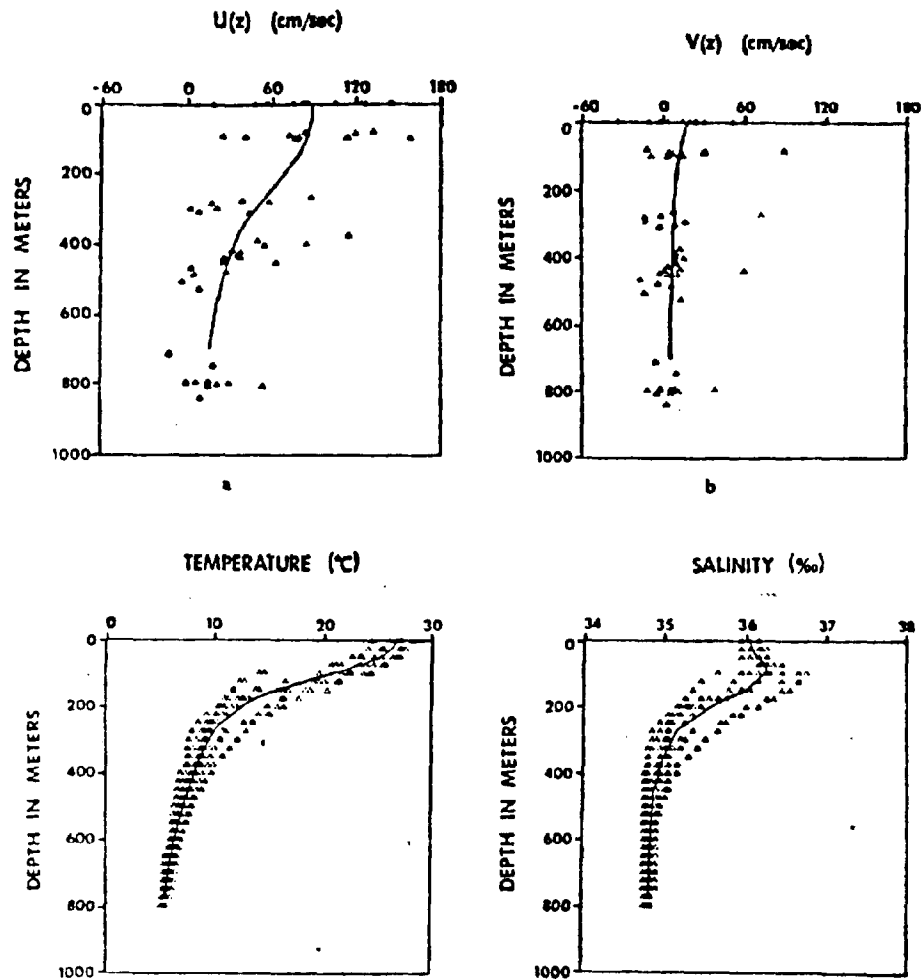 U(z) (cm/sec)
-60 0 60 120 180
0
200
400
600
800
1000
DEPTH IN METERS
a
V(z) (cm/sec)
-60 0 60 120 180
0
200
400
600
800
1000
DEPTH IN METERS
b
TEMPERATURE (°C)
0 10 20 30
0
200
400
600
800
1000
DEPTH IN METERS
SALINITY (‰)
34 35 36 37 38
0
200
400
600
800
1000
DEPTH IN METERS